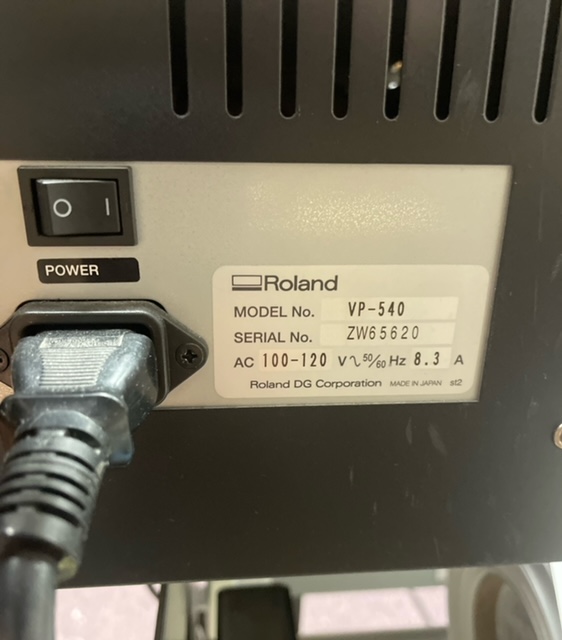 O I
POWER
Roland
MODEL No. VP-540
SERIAL No. ZW65620
AC 100-120 V∿ 50/60 Hz 8.3 A
Roland DG Corporation MADE IN JAPAN st2